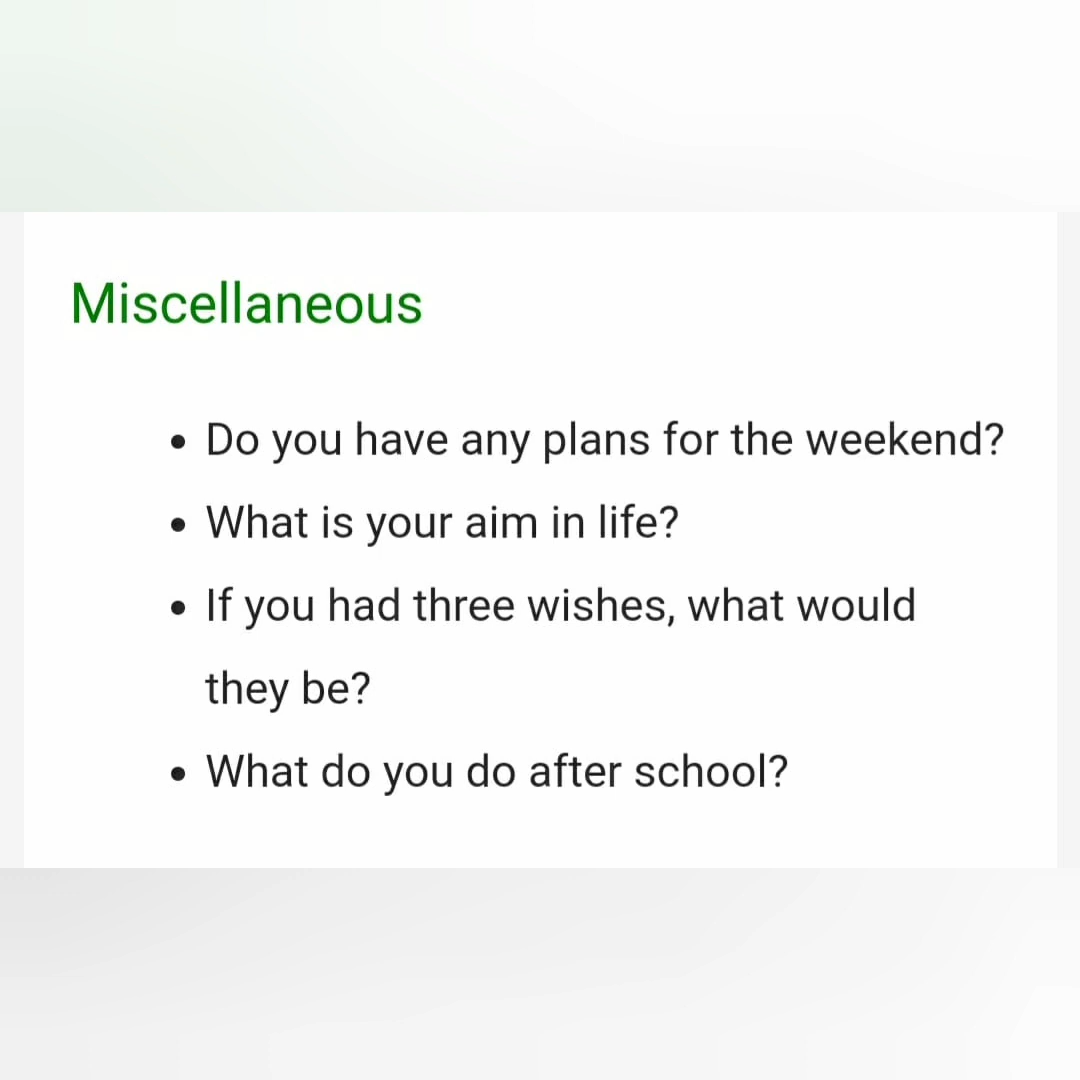 Miscellaneous
• Do you have any plans for the weekend?
• What is your aim in life?
• If you had three wishes, what would
they be?
• What do you do after school?